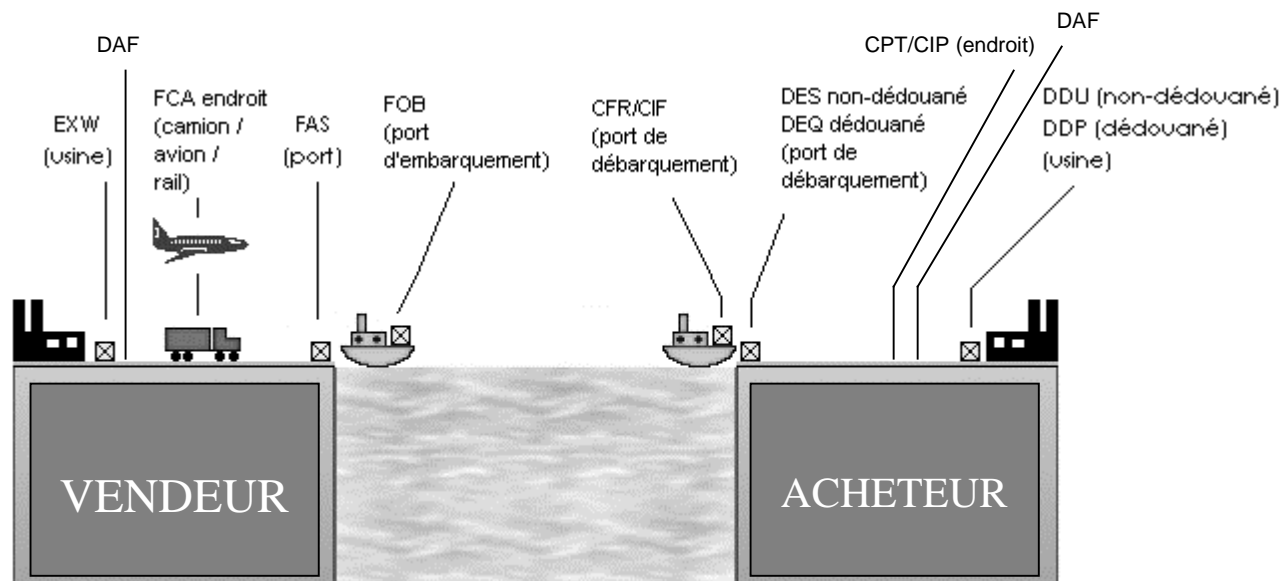 DAF
EXW
(usine)
FCA endroit
(camion /
avion /
rail)
FAS
(port)
FOB
(port
d'embarquement)
CFR/CIF
(port de
débarquement)
DES non-dédouané
DEQ dédouané
(port de
débarquement)
CPT/CIP (endroit)
DAF
DDU (non-dédouané)
DDP (dédouané)
(usine)
VENDEUR
ACHETEUR